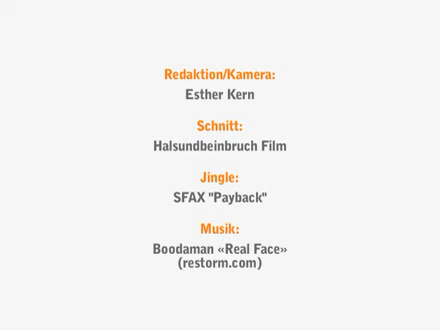 Redaktion/Kamera:
Esther Kern
Schnitt:
Halsundbeinbruch Film
Jingle:
SFAX "Payback"
Musik:
Boodaman «Real Face»
(restorm.com)